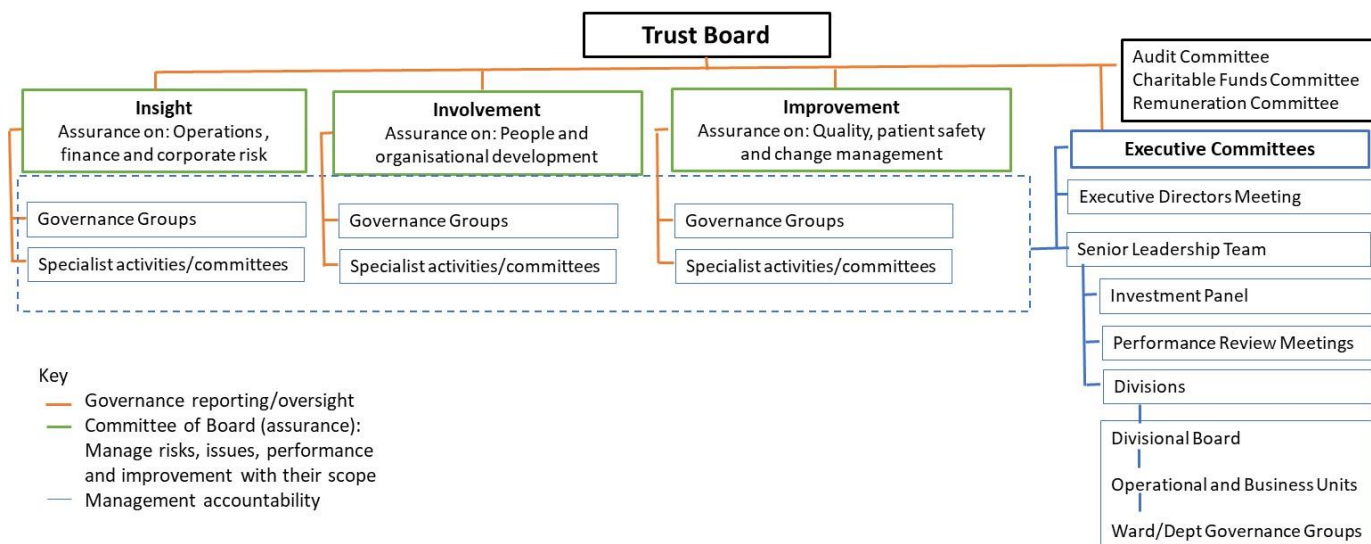 Trust Board
Audit Committee
Charitable Funds Committee
Remuneration Committee
Insight
Assurance on: Operations,
finance and corporate risk
Involvement
Assurance on: People and
organisational development
Improvement
Assurance on: Quality, patient safety
and change management
Executive Committees
Executive Directors Meeting
Governance Groups
Governance Groups
Governance Groups
Senior Leadership Team
Specialist activities/committees
Specialist activities/committees
Specialist activities/committees
Investment Panel
Performance Review Meetings
Divisions
Divisional Board
Operational and Business Units
Ward/Dept Governance Groups
Key
Governance reporting/oversight
Committee of Board (assurance):
Manage risks, issues, performance
and improvement with their scope
Management accountability